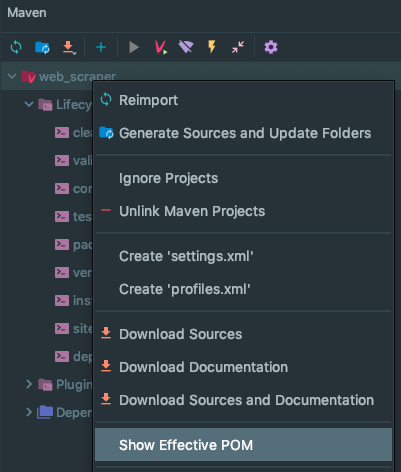 Maven
web_scraper
Reimport
Lifecy
Generate Sources and Update Folders
clea
vali
Ignore Projects
com
Unlink Maven Projects
tes
pac
Create 'settings.xml'
ver
Create 'profiles.xml'
inst
site
Download Sources
dep
Download Documentation
Plugin
Download Sources and Documentation
Depen
Show Effective POM